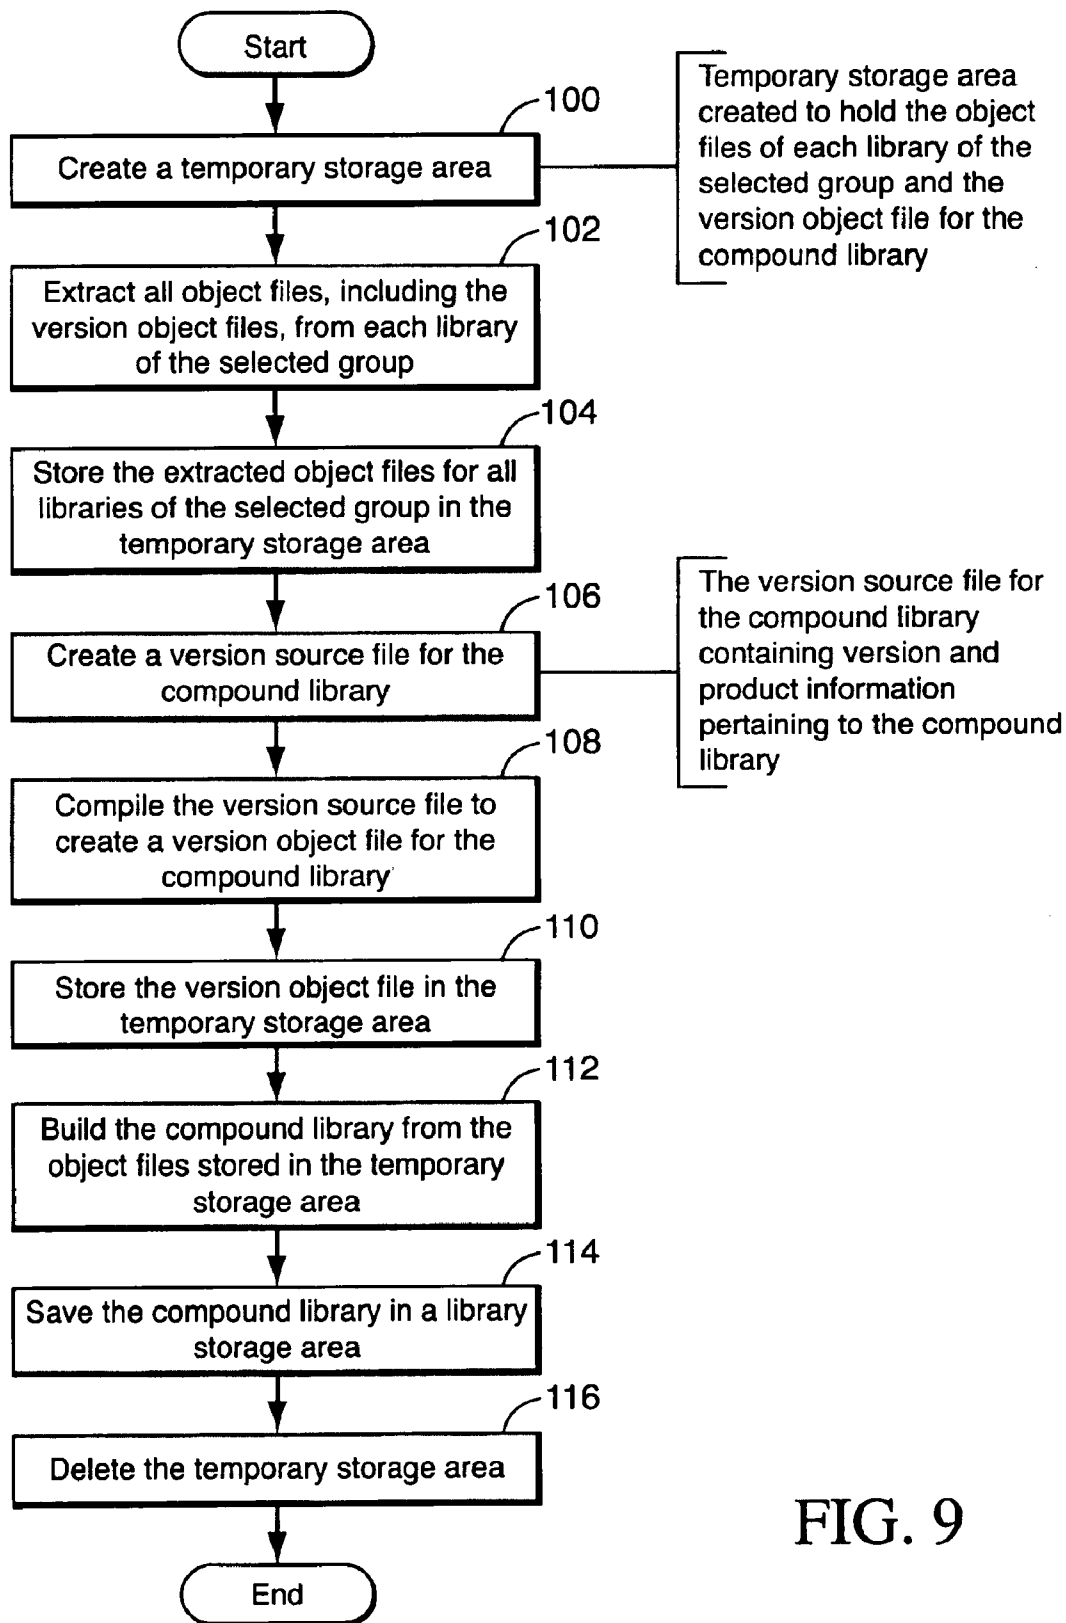 Start
100
Create a temporary storage area
Temporary storage area
created to hold the object
files of each library of the
selected group and the
version object file for the
compound library
102
Extract all object files, including the
version object files, from each library
of the selected group
104
Store the extracted object files for all
libraries of the selected group in the
temporary storage area
106
Create a version source file for the
compound library
The version source file for
the compound library
containing version and
product information
pertaining to the compound
library
108
Compile the version source file to
create a version object file for the
compound library
110
Store the version object file in the
temporary storage area
112
Build the compound library from the
object files stored in the temporary
storage area
114
Save the compound library in a library
storage area
116
Delete the temporary storage area
End
FIG. 9